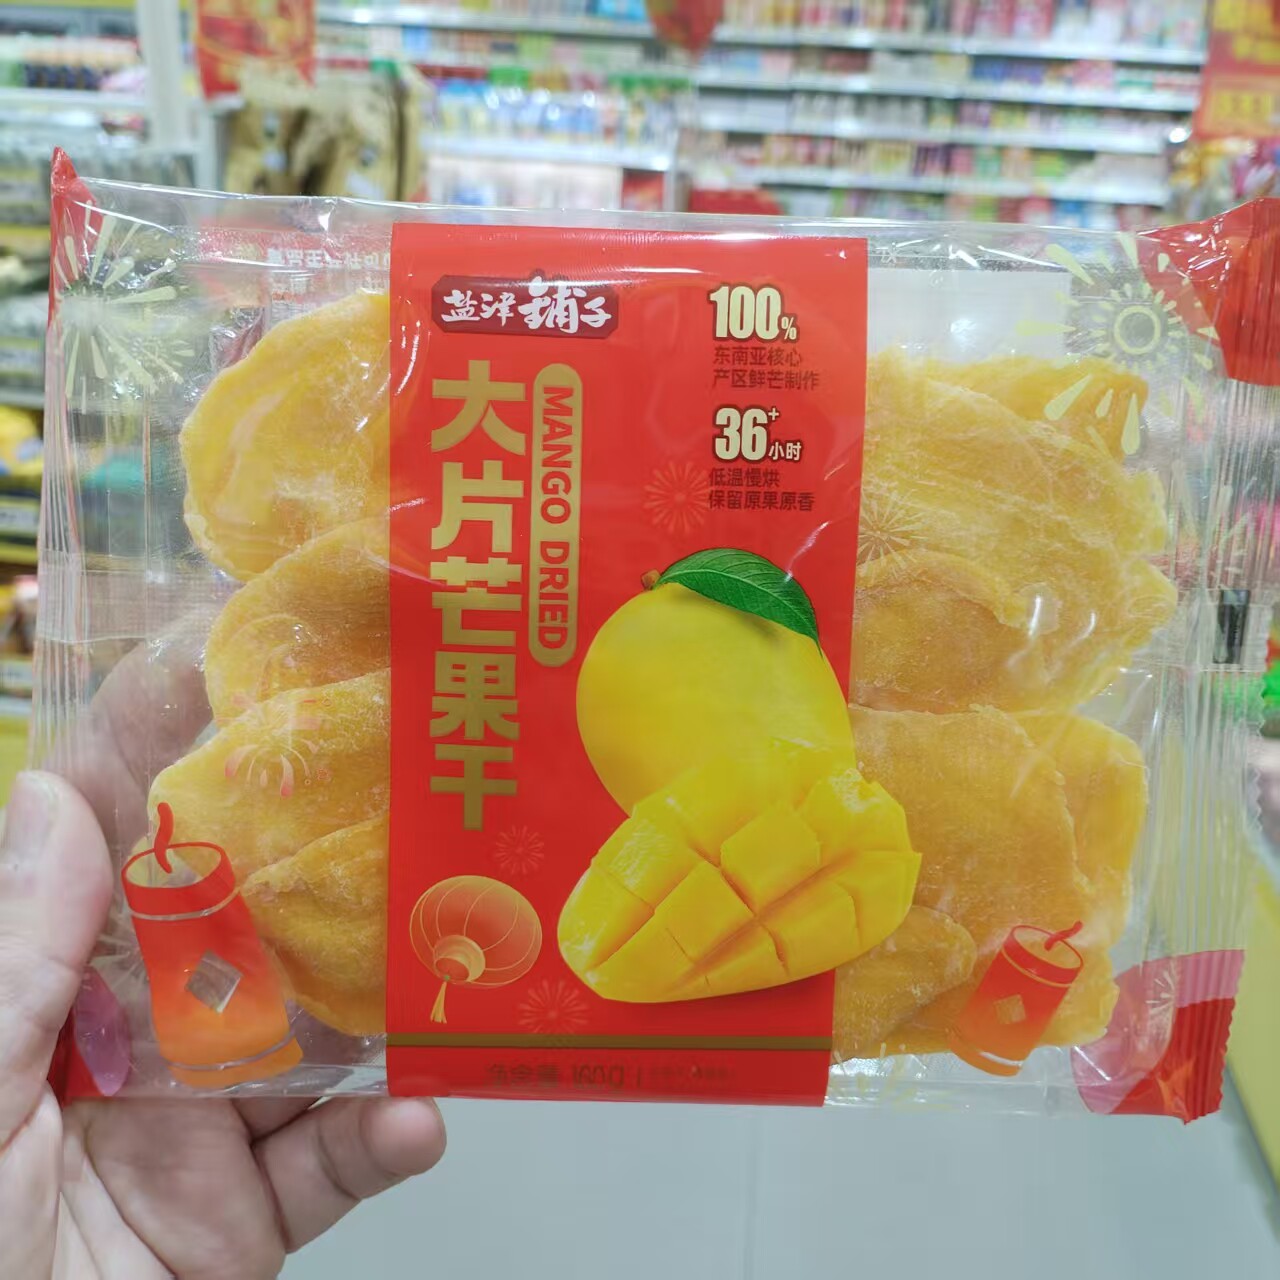 盐津铺子
大片芒果干
MANGO DRIED
100%
东南亚核心
产区鲜芒制作
36+小时
低温慢烘
保留原果原香
净含量 160g